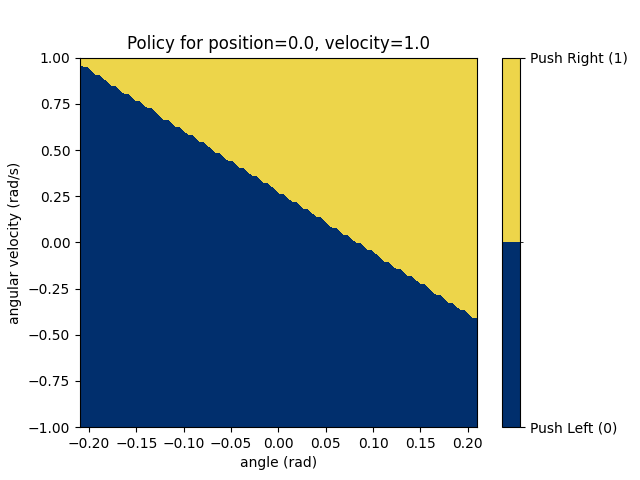 Policy for position=0.0, velocity=1.0
1.00
0.75
0.50
0.25
0.00
−0.25
−0.50
−0.75
−1.00
angular velocity (rad/s)
−0.20 −0.15 −0.10 −0.05 0.00 0.05 0.10 0.15 0.20
angle (rad)
Push Right (1)
Push Left (0)